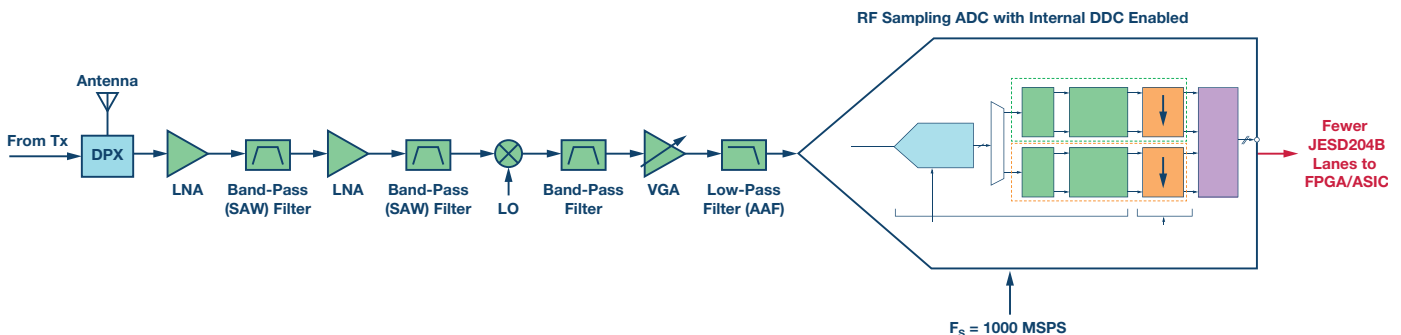 RF Sampling ADC with Internal DDC Enabled
Antenna
From Tx
DPX
LNA
Band-Pass
(SAW) Filter
LNA
Band-Pass
(SAW) Filter
LO
Band-Pass
Filter
VGA
Low-Pass
Filter (AAF)
Fewer
JESD204B
Lanes to
FPGA/ASIC
FS = 1000 MSPS